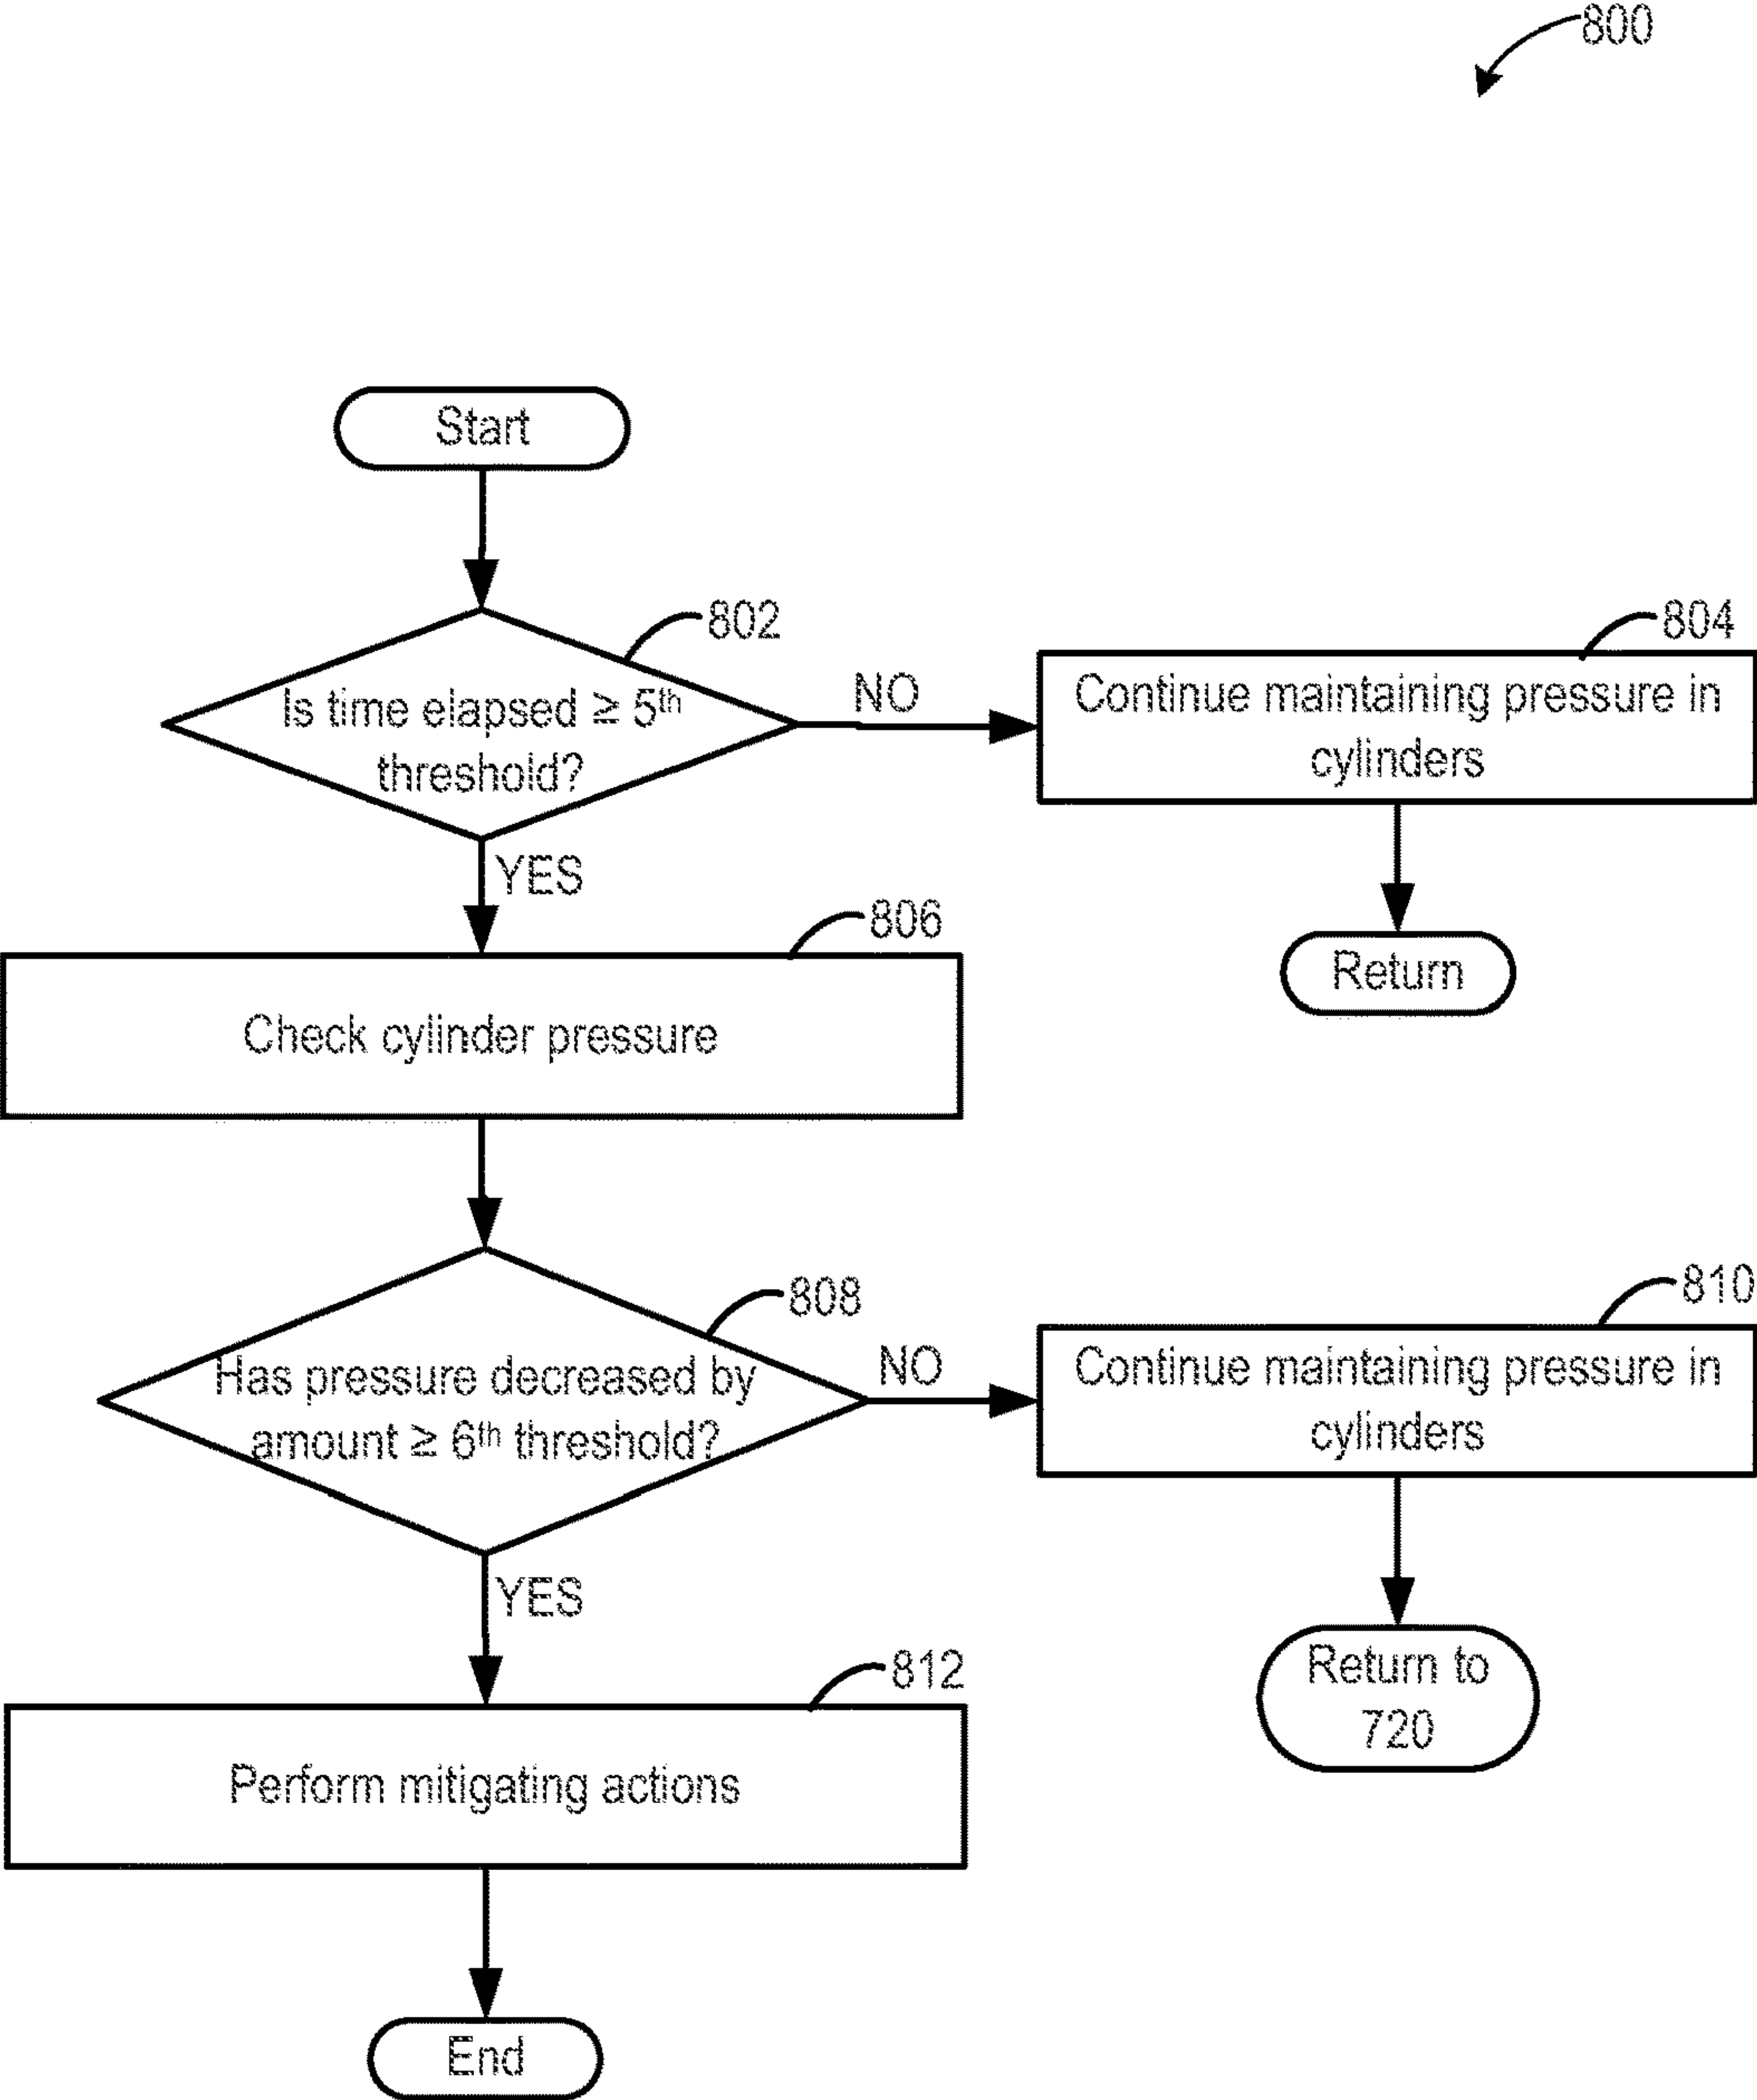 800
Start
802
Is time elapsed ≥ 5th
threshold?
NO
804
Continue maintaining pressure in
cylinders
YES
Return
806
Check cylinder pressure
808
Has pressure decreased by
amount ≥ 6th threshold?
NO
810
Continue maintaining pressure in
cylinders
YES
Return to
720
812
Perform mitigating actions
End